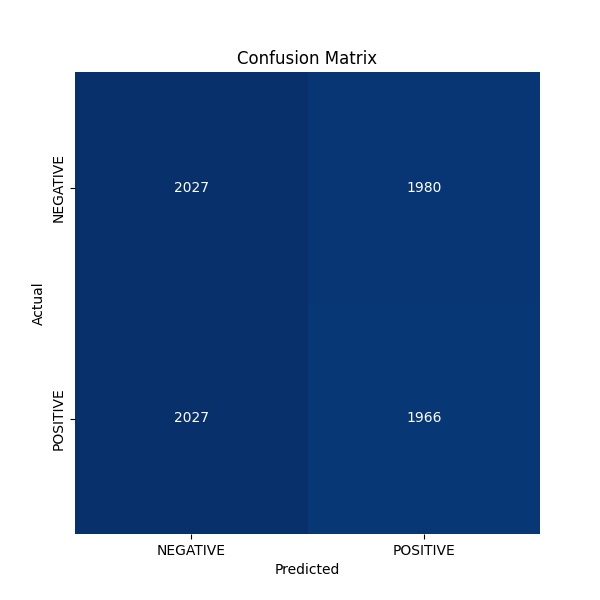 Confusion Matrix
NEGATIVE
2027
1980
Actual
POSITIVE
2027
1966
NEGATIVE
POSITIVE
Predicted